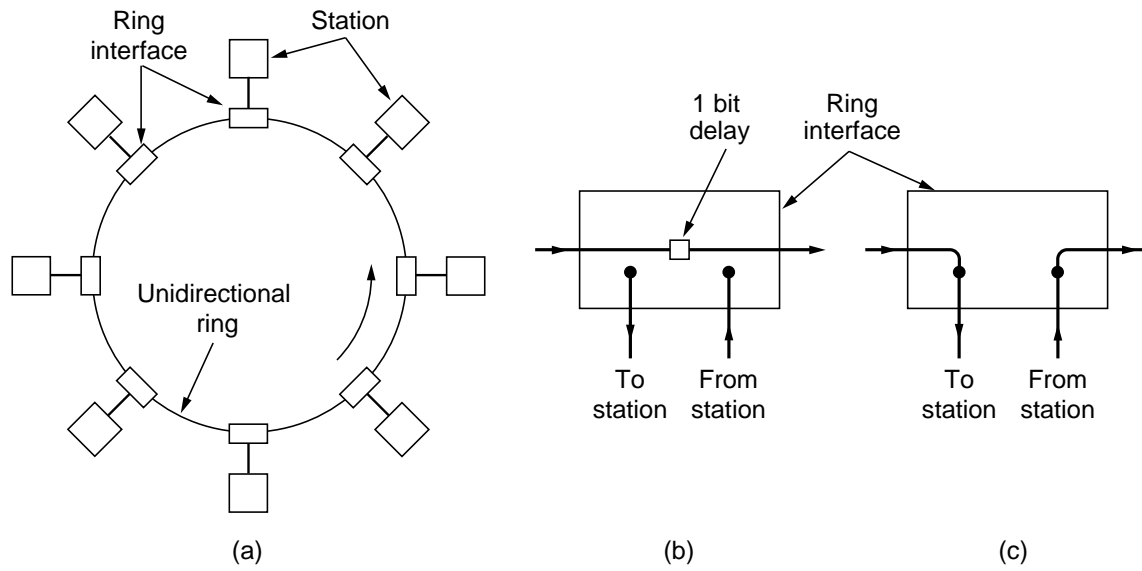 Ring
interface
Station
Unidirectional
ring
(a)
1 bit
delay
Ring
interface
To
station
From
station
(b)
To
station
From
station
(c)